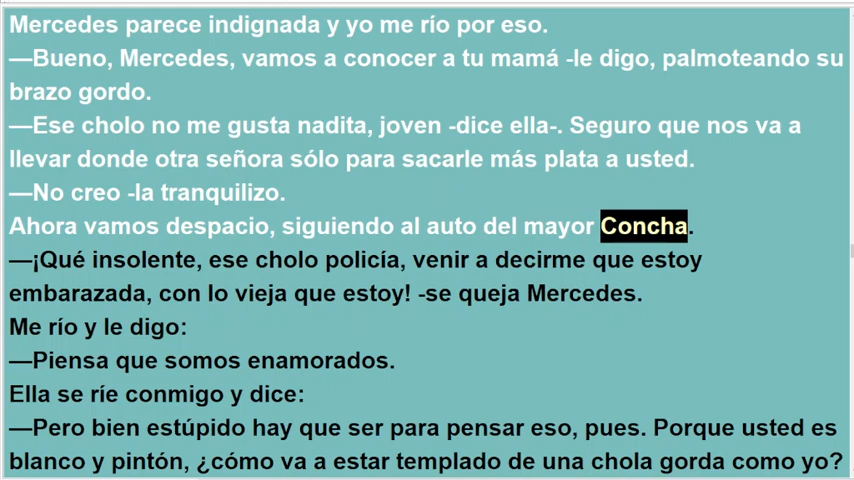 Mercedes parece indignada y yo me río por eso.
—Bueno, Mercedes, vamos a conocer a tu mamá -le digo, palmoteando su
brazo gordo.
—Ese cholo no me gusta nadita, joven -dice ella-. Seguro que nos va a
llevar donde otra señora sólo para sacarle más plata a usted.
—No creo -la tranquilizo.
Ahora vamos despacio, siguiendo al auto del mayor Concha.
—¡Qué insolente, ese cholo policía, venir a decirme que estoy
embarazada, con lo vieja que estoy! -se queja Mercedes.
Me río y le digo:
—Piensa que somos enamorados.
Ella se ríe conmigo y dice:
—Pero bien estúpido hay que ser para pensar eso, pues. Porque usted es
blanco y pintón, ¿cómo va a estar templado de una chola gorda como yo?